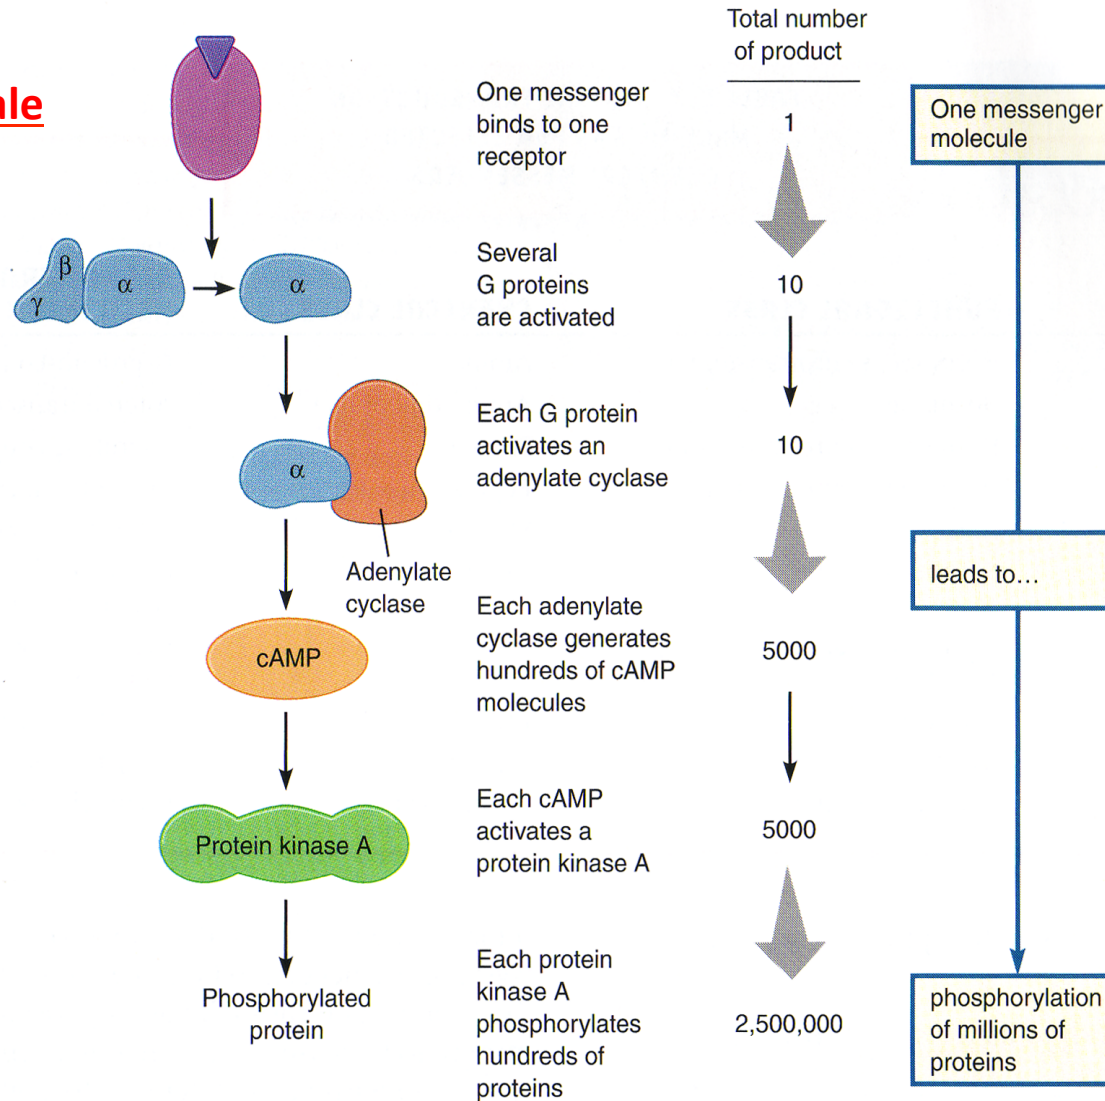 Total number
of product
ale
One messenger
binds to one
receptor
1
One messenger
molecule
β
γ
α
α
Several
G proteins
are activated
10
α
Adenylate
cyclase
Each G protein
activates an
adenylate cyclase
10
leads to...
cAMP
Each adenylate
cyclase generates
hundreds of cAMP
molecules
5000
Protein kinase A
Each cAMP
activates a
protein kinase A
5000
Phosphorylated
protein
Each protein
kinase A
phosphorylates
hundreds of
proteins
2,500,000
phosphorylation
of millions of
proteins